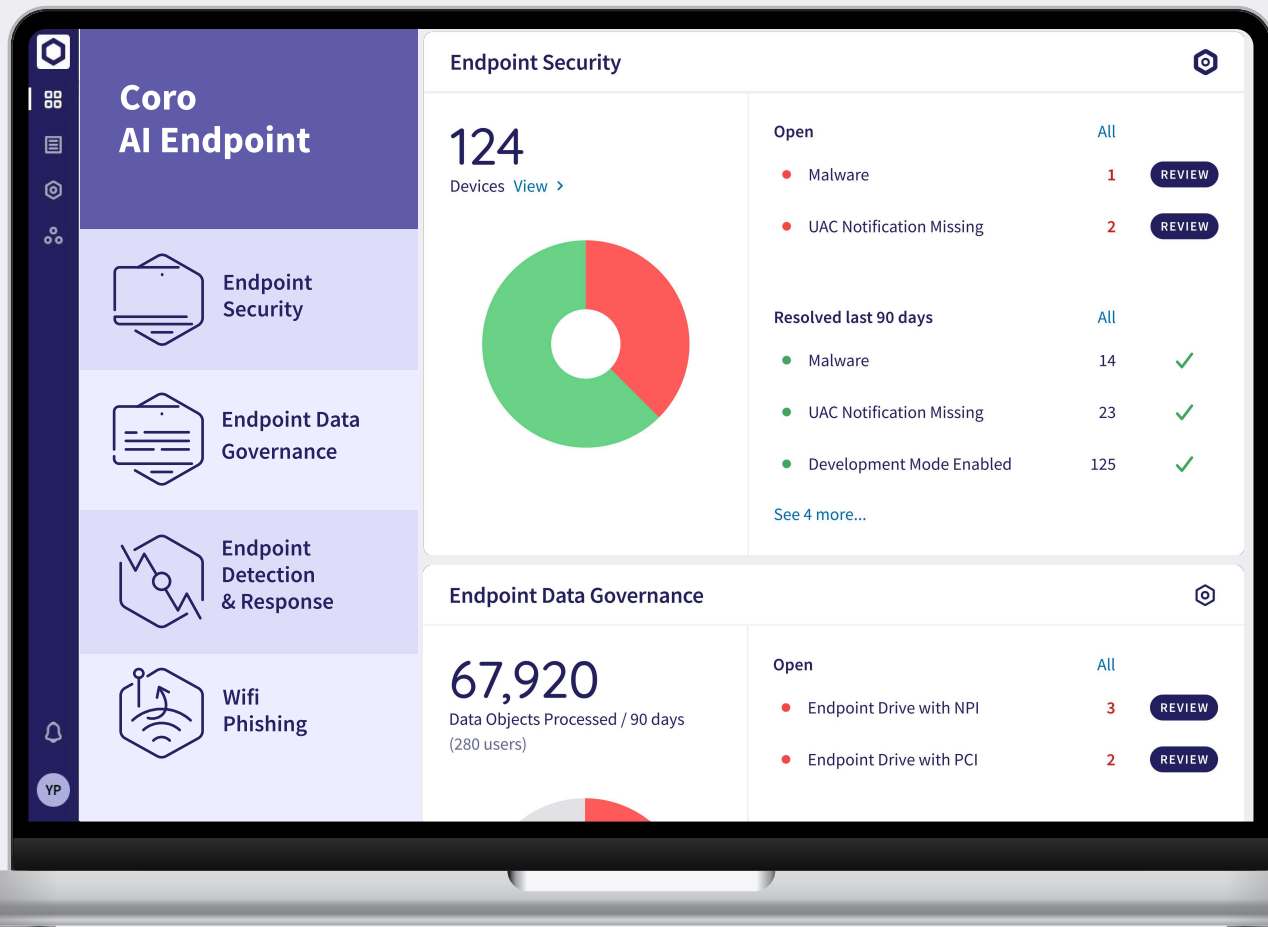 Coro
AI Endpoint
Endpoint
Security
Endpoint Data
Governance
Endpoint
Detection
& Response
Wifi
Phishing
YP
Endpoint Security
124
Devices View >
Open All
Malware 1 REVIEW
UAC Notification Missing 2 REVIEW
Resolved last 90 days All
Malware 14
UAC Notification Missing 23
Development Mode Enabled 125
See 4 more...
Endpoint Data Governance
67,920
Data Objects Processed / 90 days
(280 users)
Open All
Endpoint Drive with NPI 3 REVIEW
Endpoint Drive with PCI 2 REVIEW